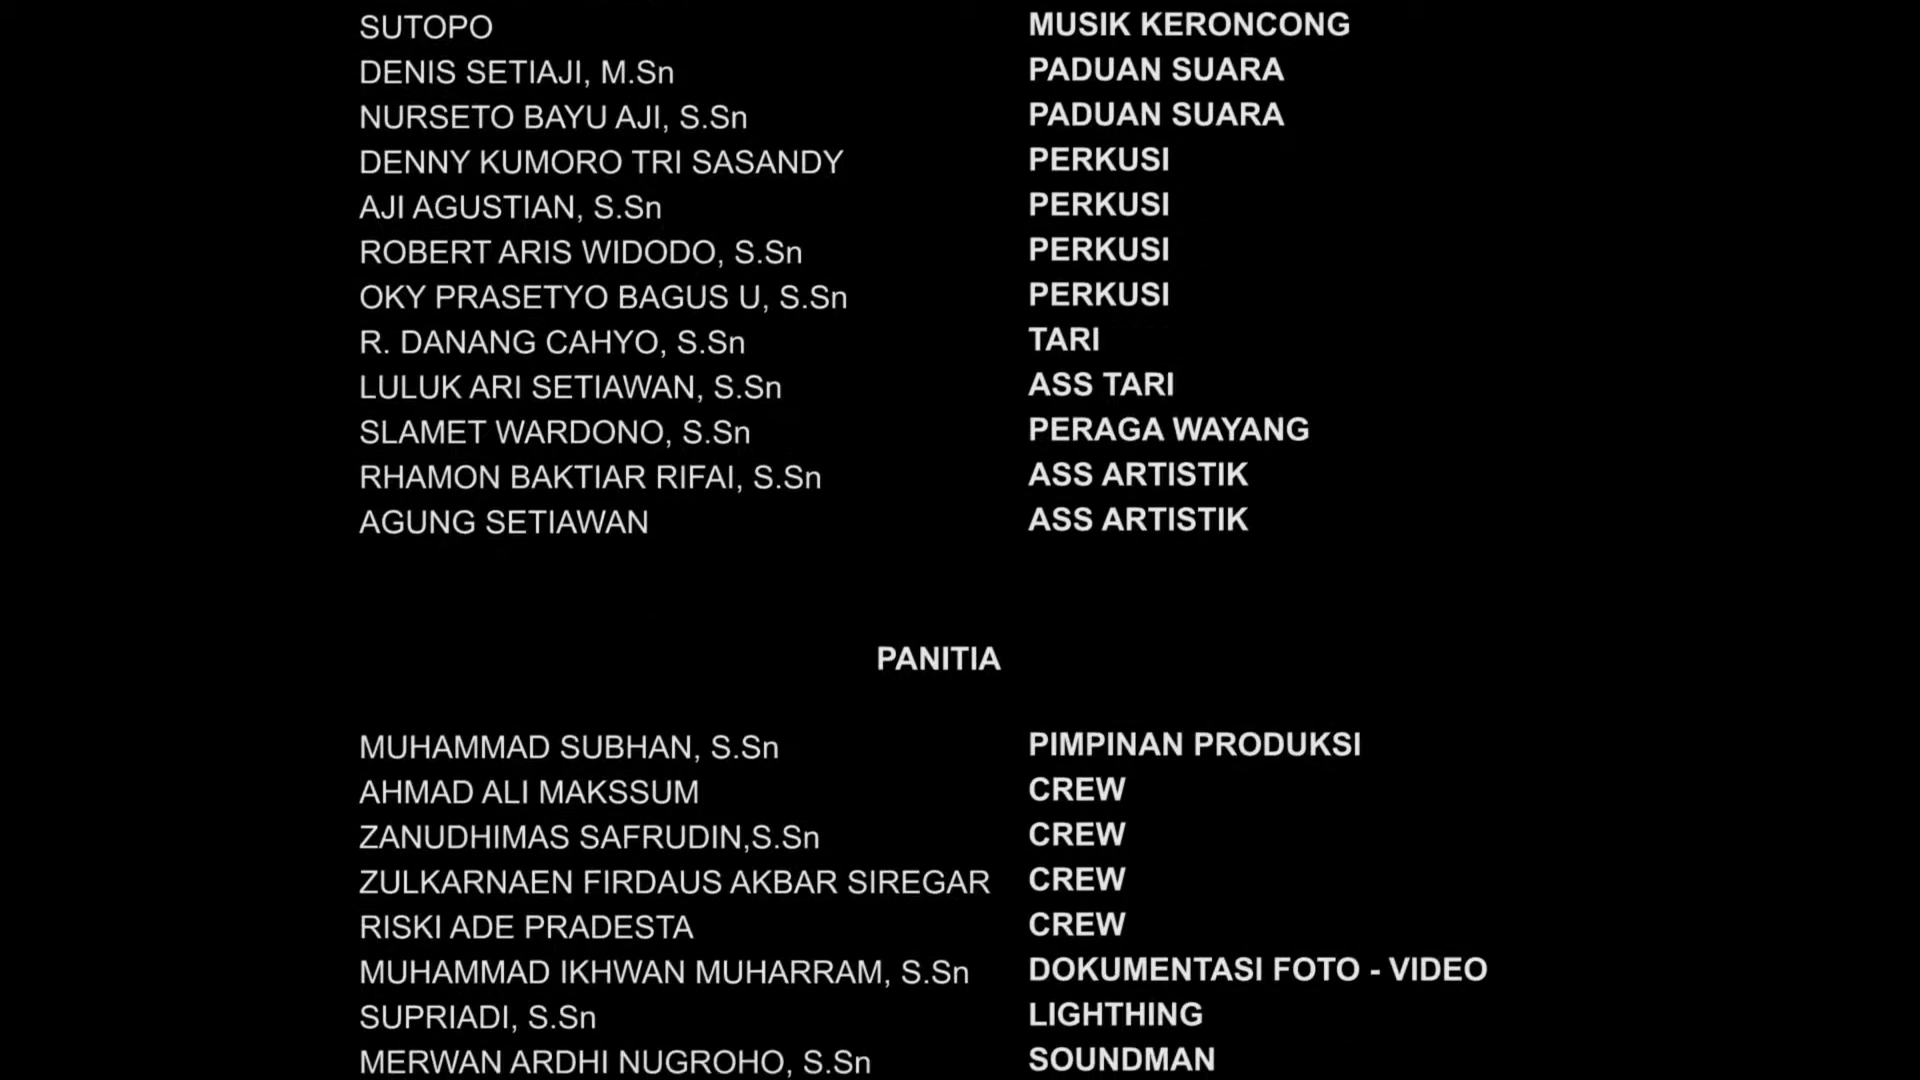 SUTOPO MUSIK KERONCONG
DENIS SETIAJI, M.Sn PADUAN SUARA
NURSETO BAYU AJI, S.Sn PADUAN SUARA
DENNY KUMORO TRI SASANDY PERKUSI
AJI AGUSTIAN, S.Sn PERKUSI
ROBERT ARIS WIDODO, S.Sn PERKUSI
OKY PRASETYO BAGUS U, S.Sn PERKUSI
R. DANANG CAHYO, S.Sn TARI
LULUK ARI SETIAWAN, S.Sn ASS TARI
SLAMET WARDONO, S.Sn PERAGA WAYANG
RHAMON BAKTIAR RIFAI, S.Sn ASS ARTISTIK
AGUNG SETIAWAN ASS ARTISTIK
PANITIA
MUHAMMAD SUBHAN, S.Sn PIMPINAN PRODUKSI
AHMAD ALI MAKSSUM CREW
ZANUDHIMAS SAFRUDIN,S.Sn CREW
ZULKARNAEN FIRDAUS AKBAR SIREGAR CREW
RISKI ADE PRADESTA CREW
MUHAMMAD IKHWAN MUHARRAM, S.Sn DOKUMENTASI FOTO - VIDEO
SUPRIADI, S.Sn LIGHTHING
MERWAN ARDHI NUGROHO, S.Sn SOUNDMAN